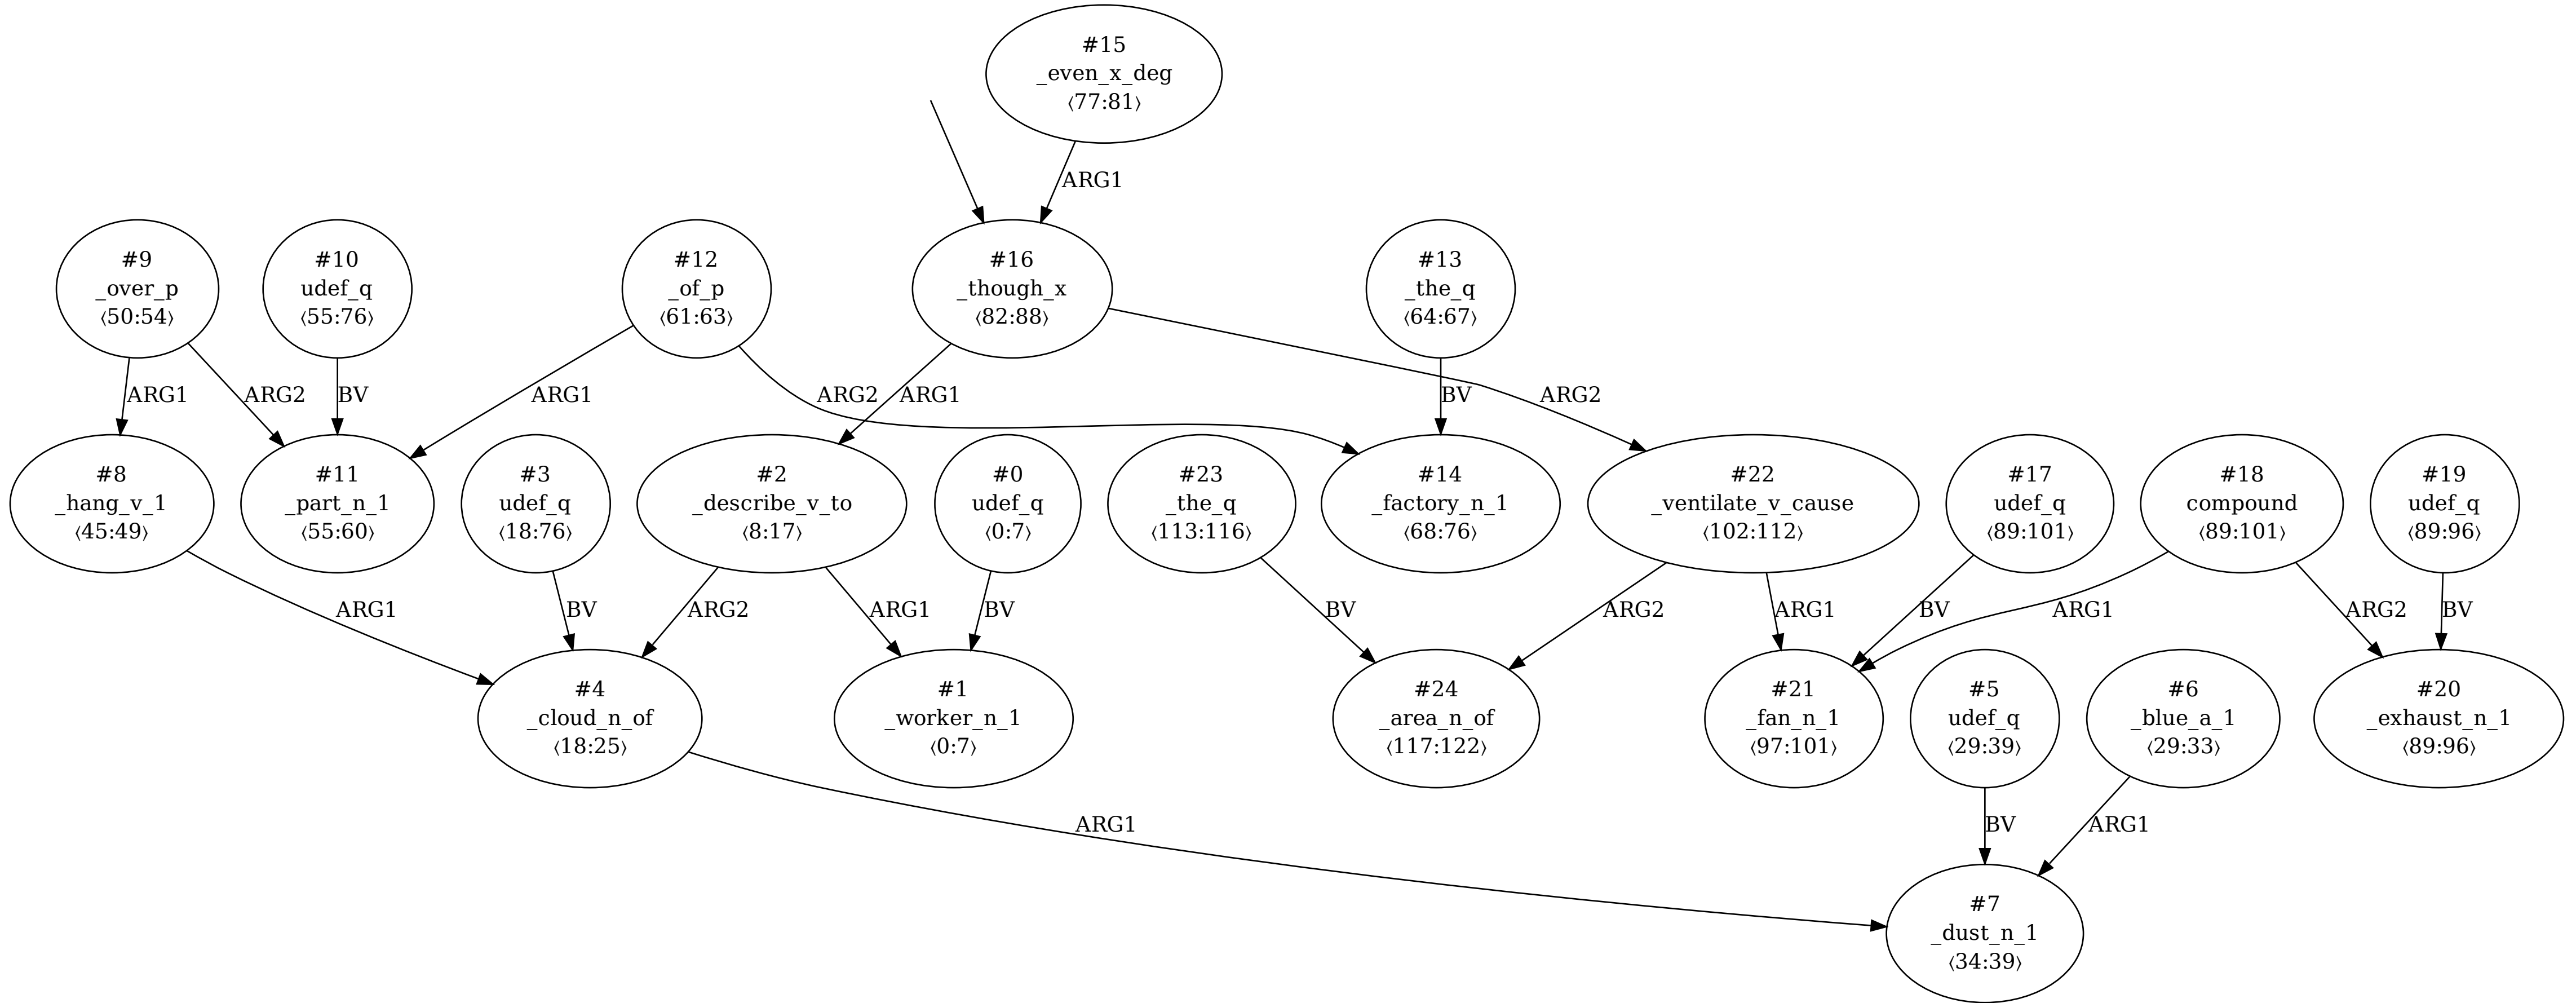 #15
_even_x_deg
⟨77:81⟩
ARG1
#9
_over_p
⟨50:54⟩
#10
udef_q
⟨55:76⟩
#12
_of_p
⟨61:63⟩
#16
_though_x
⟨82:88⟩
#13
_the_q
⟨64:67⟩
ARG1
ARG2
BV
ARG1
ARG2
ARG1
BV
ARG2
#8
_hang_v_1
⟨45:49⟩
#11
_part_n_1
⟨55:60⟩
#3
udef_q
⟨18:76⟩
#2
_describe_v_to
⟨8:17⟩
#0
udef_q
⟨0:7⟩
#23
_the_q
⟨113:116⟩
#14
_factory_n_1
⟨68:76⟩
#22
_ventilate_v_cause
⟨102:112⟩
#17
udef_q
⟨89:101⟩
#18
compound
⟨89:101⟩
#19
udef_q
⟨89:96⟩
ARG1
BV
ARG2
ARG1
BV
BV
ARG2
ARG1
BV
ARG1
ARG2
BV
#4
_cloud_n_of
⟨18:25⟩
#1
_worker_n_1
⟨0:7⟩
#24
_area_n_of
⟨117:122⟩
#21
_fan_n_1
⟨97:101⟩
#5
udef_q
⟨29:39⟩
#6
_blue_a_1
⟨29:33⟩
#20
_exhaust_n_1
⟨89:96⟩
ARG1
BV
ARG1
#7
_dust_n_1
⟨34:39⟩